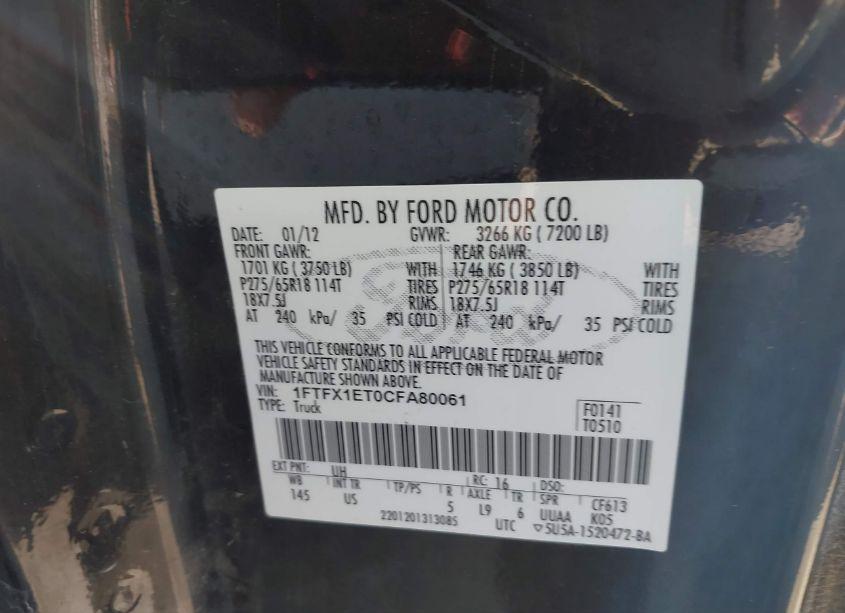 MFD. BY FORD MOTOR CO.
DATE: 01/12 GVWR: 3266 KG ( 7200 LB)
FRONT GAWR: REAR GAWR:
1701 KG ( 3750 LB) WITH 1746 KG ( 3850 LB) WITH
P275/65R18 114T TIRES P275/65R18 114T TIRES
18X7.5J RIMS 18X7.5J RIMS
AT 240 kPa/ 35 PSI COLD AT 240 kPa/ 35 PSI COLD
THIS VEHICLE CONFORMS TO ALL APPLICABLE FEDERAL MOTOR
VEHICLE SAFETY STANDARDS IN EFFECT ON THE DATE OF
MANUFACTURE SHOWN ABOVE.
VIN: 1FTFX1ET0CFA80061
TYPE: Truck
F0141
T0510
EXT PNT: UH RC: 16 DSO:
WB INT TR TP/PS R AXLE TR SPR CF613
145 US 5 L9 6 UUAA K05
2201201313085 UTC ▽5U5A-1520472-BA